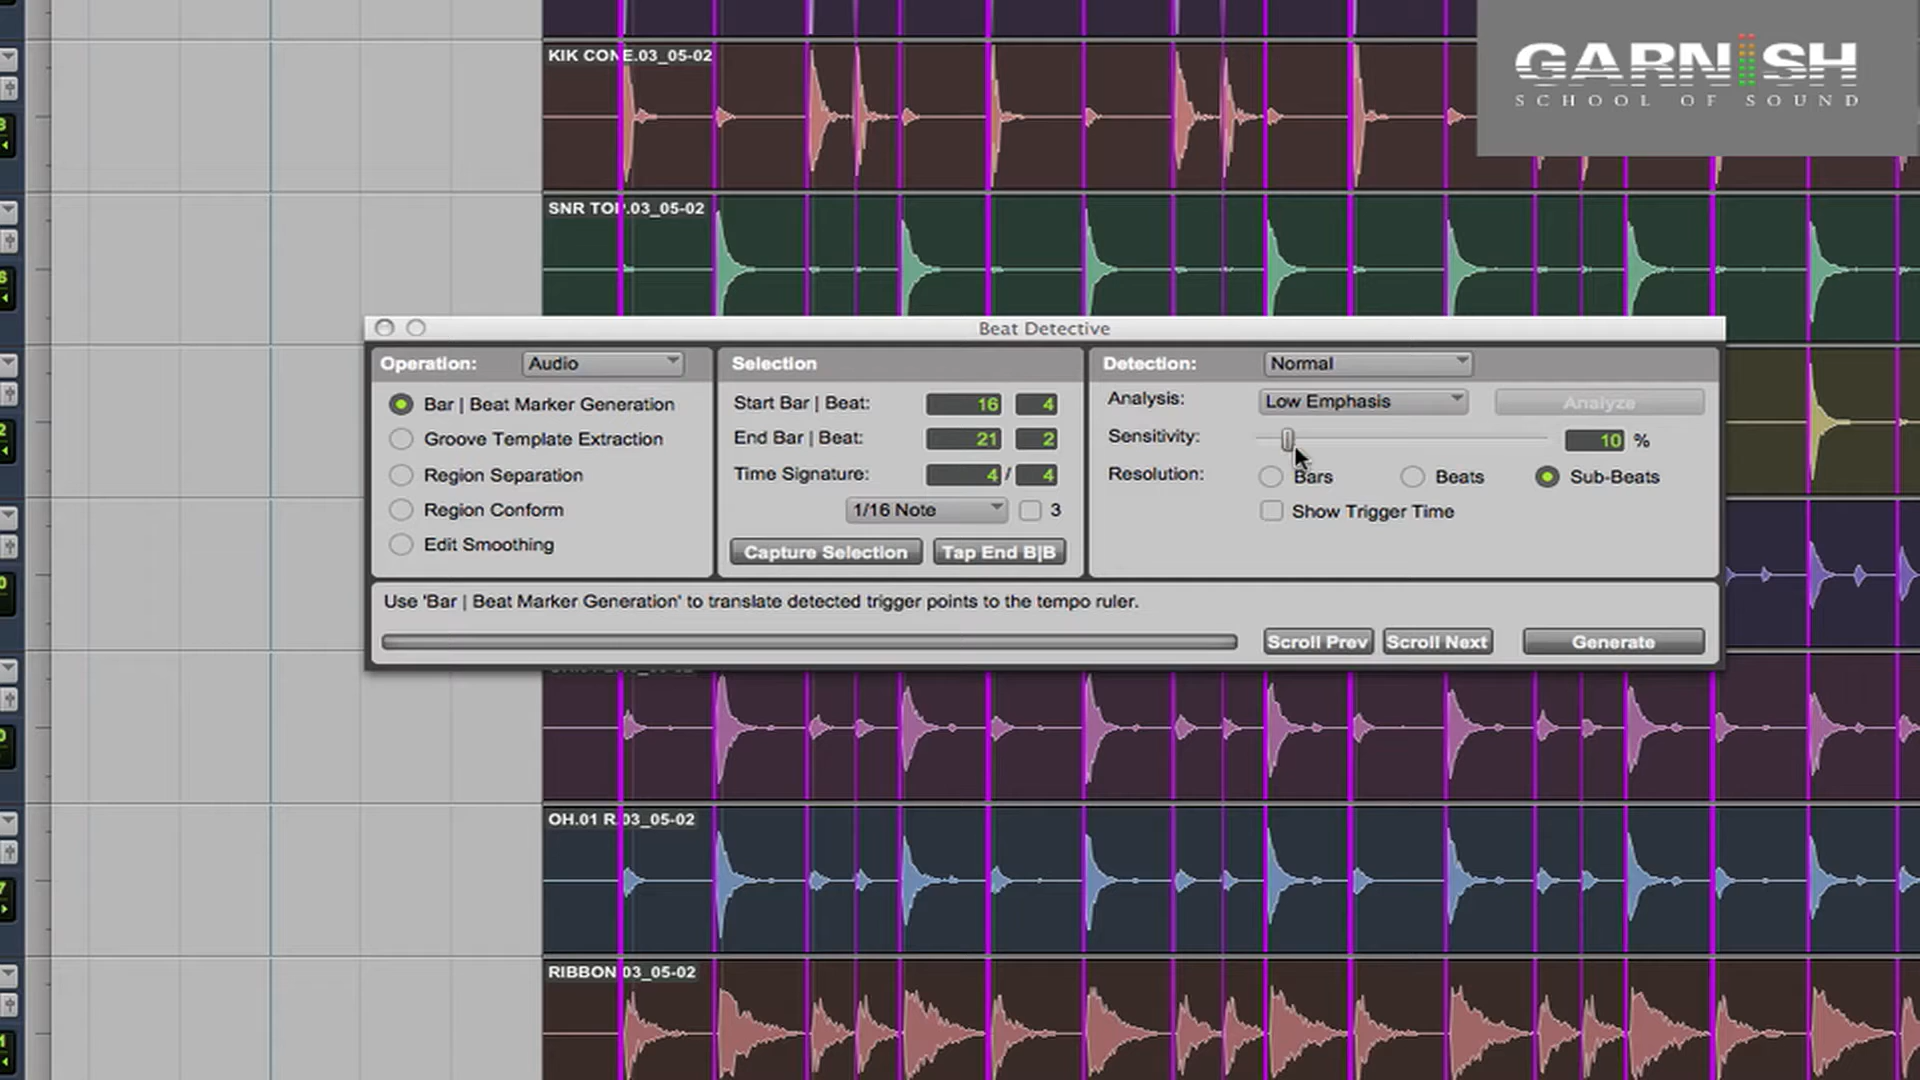 KIK CONE.03_05-02
GARNISH
SCHOOL OF SOUND
SNR TOP.03_05-02
Beat Detective
Operation: Audio
Selection
Detection: Normal
Bar | Beat Marker Generation
Start Bar | Beat: 16 4
Analysis: Low Emphasis Analyze
Groove Template Extraction
End Bar | Beat: 21 2
Sensitivity: 10 %
Region Separation
Time Signature: 4 / 4
Resolution: Bars Beats Sub-Beats
Region Conform
1/16 Note 3
Show Trigger Time
Edit Smoothing
Capture Selection Tap End B|B
Use 'Bar | Beat Marker Generation' to translate detected trigger points to the tempo ruler.
Scroll Prev Scroll Next Generate
OH.01 R.03_05-02
RIBBON.03_05-02